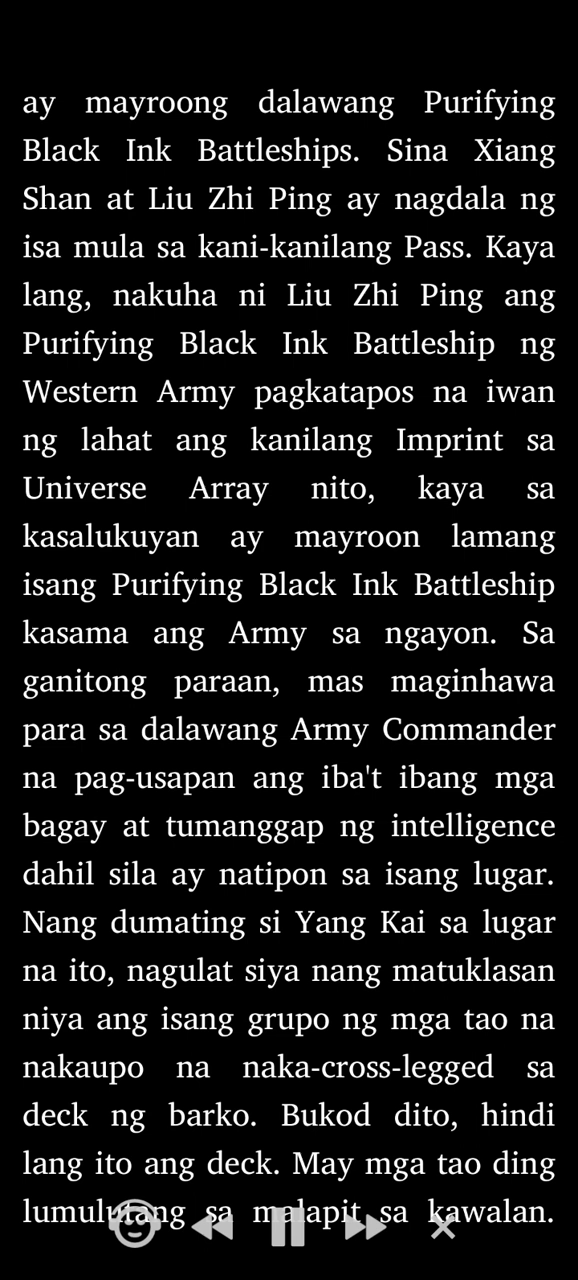 ay mayroong dalawang Purifying
Black Ink Battleships. Sina Xiang
Shan at Liu Zhi Ping ay nagdala ng
isa mula sa kani-kanilang Pass. Kaya
lang, nakuha ni Liu Zhi Ping ang
Purifying Black Ink Battleship ng
Western Army pagkatapos na iwan
ng lahat ang kanilang Imprint sa
Universe Array nito, kaya sa
kasalukuyan ay mayroon lamang
isang Purifying Black Ink Battleship
kasama ang Army sa ngayon. Sa
ganitong paraan, mas maginhawa
para sa dalawang Army Commander
na pag-usapan ang iba't ibang mga
bagay at tumanggap ng intelligence
dahil sila ay natipon sa isang lugar.
Nang dumating si Yang Kai sa lugar
na ito, nagulat siya nang matuklasan
niya ang isang grupo ng mga tao na
nakaupo na naka-cross-legged sa
deck ng barko. Bukod dito, hindi
lang ito ang deck. May mga tao ding
lumulutang sa malapit sa kawalan.